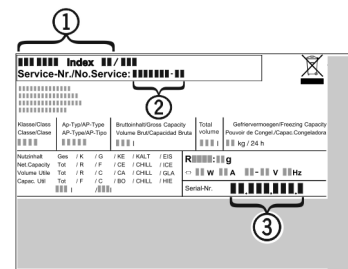 1
Index /
Service-Nr./No.Service: -
2
Klasse/Class Ap-Typ/AP-Type Bruttoinhalt/Gross Capacity Total Gefriervermoegen/Freezing Capacity
Classe/Clase AP-Type/AP-Tipo Volume Brut/Capacidad Bruta volume Pouvoir de Congel./Capac.Congeladora
l l kg / 24 h
Nutzinhalt Ges / K / G / KE / KALT / EIS
Net.Capacity Tot / R / F / CE / CHILL / ICE
Volume Utile Tot / R / C / CA / CHILL / GLA
Capac. Util Tot / F / C / BO / CHILL / HIE
l / l
R : g
W A - V Hz
Serial-Nr. . . .
3